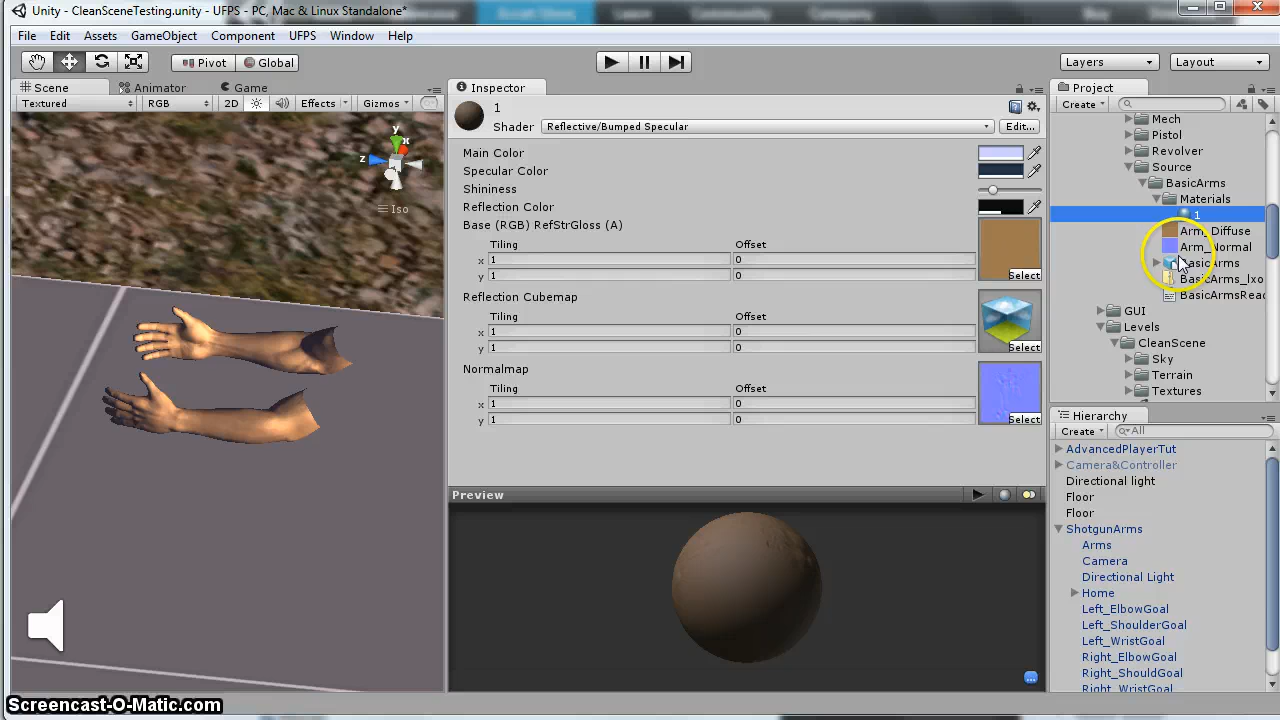 Unity - CleanSceneTesting.unity - UFPS - PC, Mac & Linux Standalone*
File Edit Assets GameObject Component UFPS Window Help
Pivot Global Layers Layout
Scene Animator Game
Textured RGB 2D Effects Gizmos
y
x
z
Iso
Inspector
1
Shader Reflective/Bumped Specular Edit...
Main Color
Specular Color
Shininess
Reflection Color
Base (RGB) RefStrGloss (A)
Tiling Offset
x 1 0
y 1 0
Select
Reflection Cubemap
Tiling Offset
x 1 0
y 1 0
Select
Normalmap
Tiling Offset
x 1 0
y 1 0
Select
Preview
Project
Create
Mech
Pistol
Revolver
Source
BasicArms
Materials
1
Arm_Diffuse
Arm_Normal
BasicArms
BasicArms_lxo
BasicArmsRead
GUI
Levels
CleanScene
Sky
Terrain
Textures
Hierarchy
Create All
AdvancedPlayerTut
Camera&Controller
Directional light
Floor
Floor
ShotgunArms
Arms
Camera
Directional Light
Home
Left_ElbowGoal
Left_ShoulderGoal
Left_WristGoal
Right_ElbowGoal
Right_ShouldGoal
Right_WristGoal
Screencast-O-Matic.com